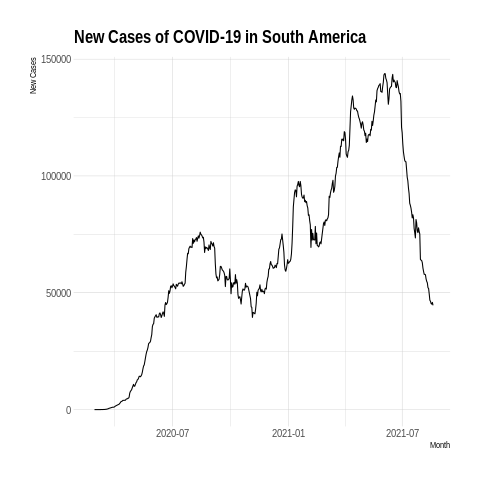 New Cases of COVID-19 in South America
New Cases
150000
100000
50000
0
2020-07
2021-01
2021-07
Month